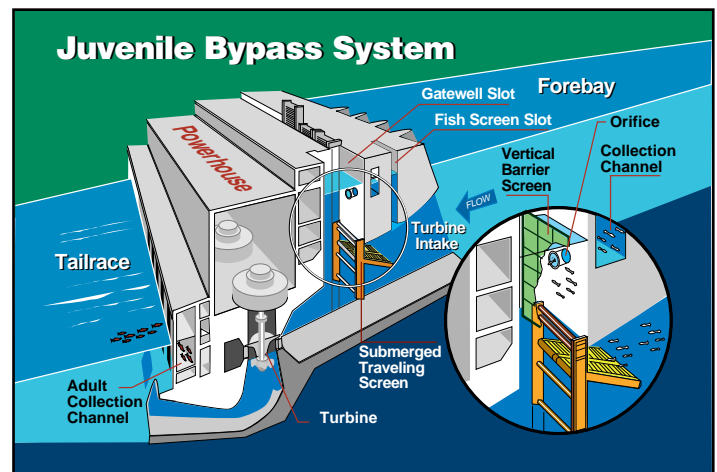 Juvenile Bypass System
Forebay
Gatewell Slot
Fish Screen Slot
Orifice
Vertical
Barrier
Screen
Collection
Channel
Powerhouse
FLOW
Turbine
Intake
Tailrace
Submerged
Traveling
Screen
Adult
Collection
Channel
Turbine